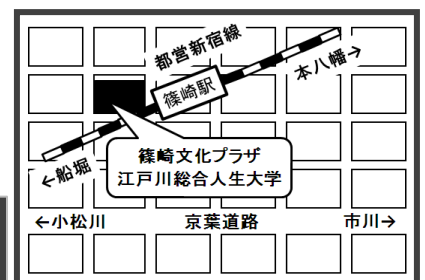 都営新宿線
本八幡→
篠崎駅
←船堀
篠崎文化プラザ
江戸川総合人生大学
←小松川
京葉道路
市川→